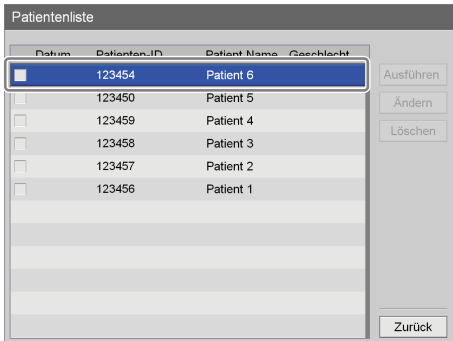 Patientenliste
Datum Patienten-ID Patient Name Geschlecht
123454 Patient 6
123450 Patient 5
123459 Patient 4
123458 Patient 3
123457 Patient 2
123456 Patient 1
Ausführen
Ändern
Löschen
Zurück